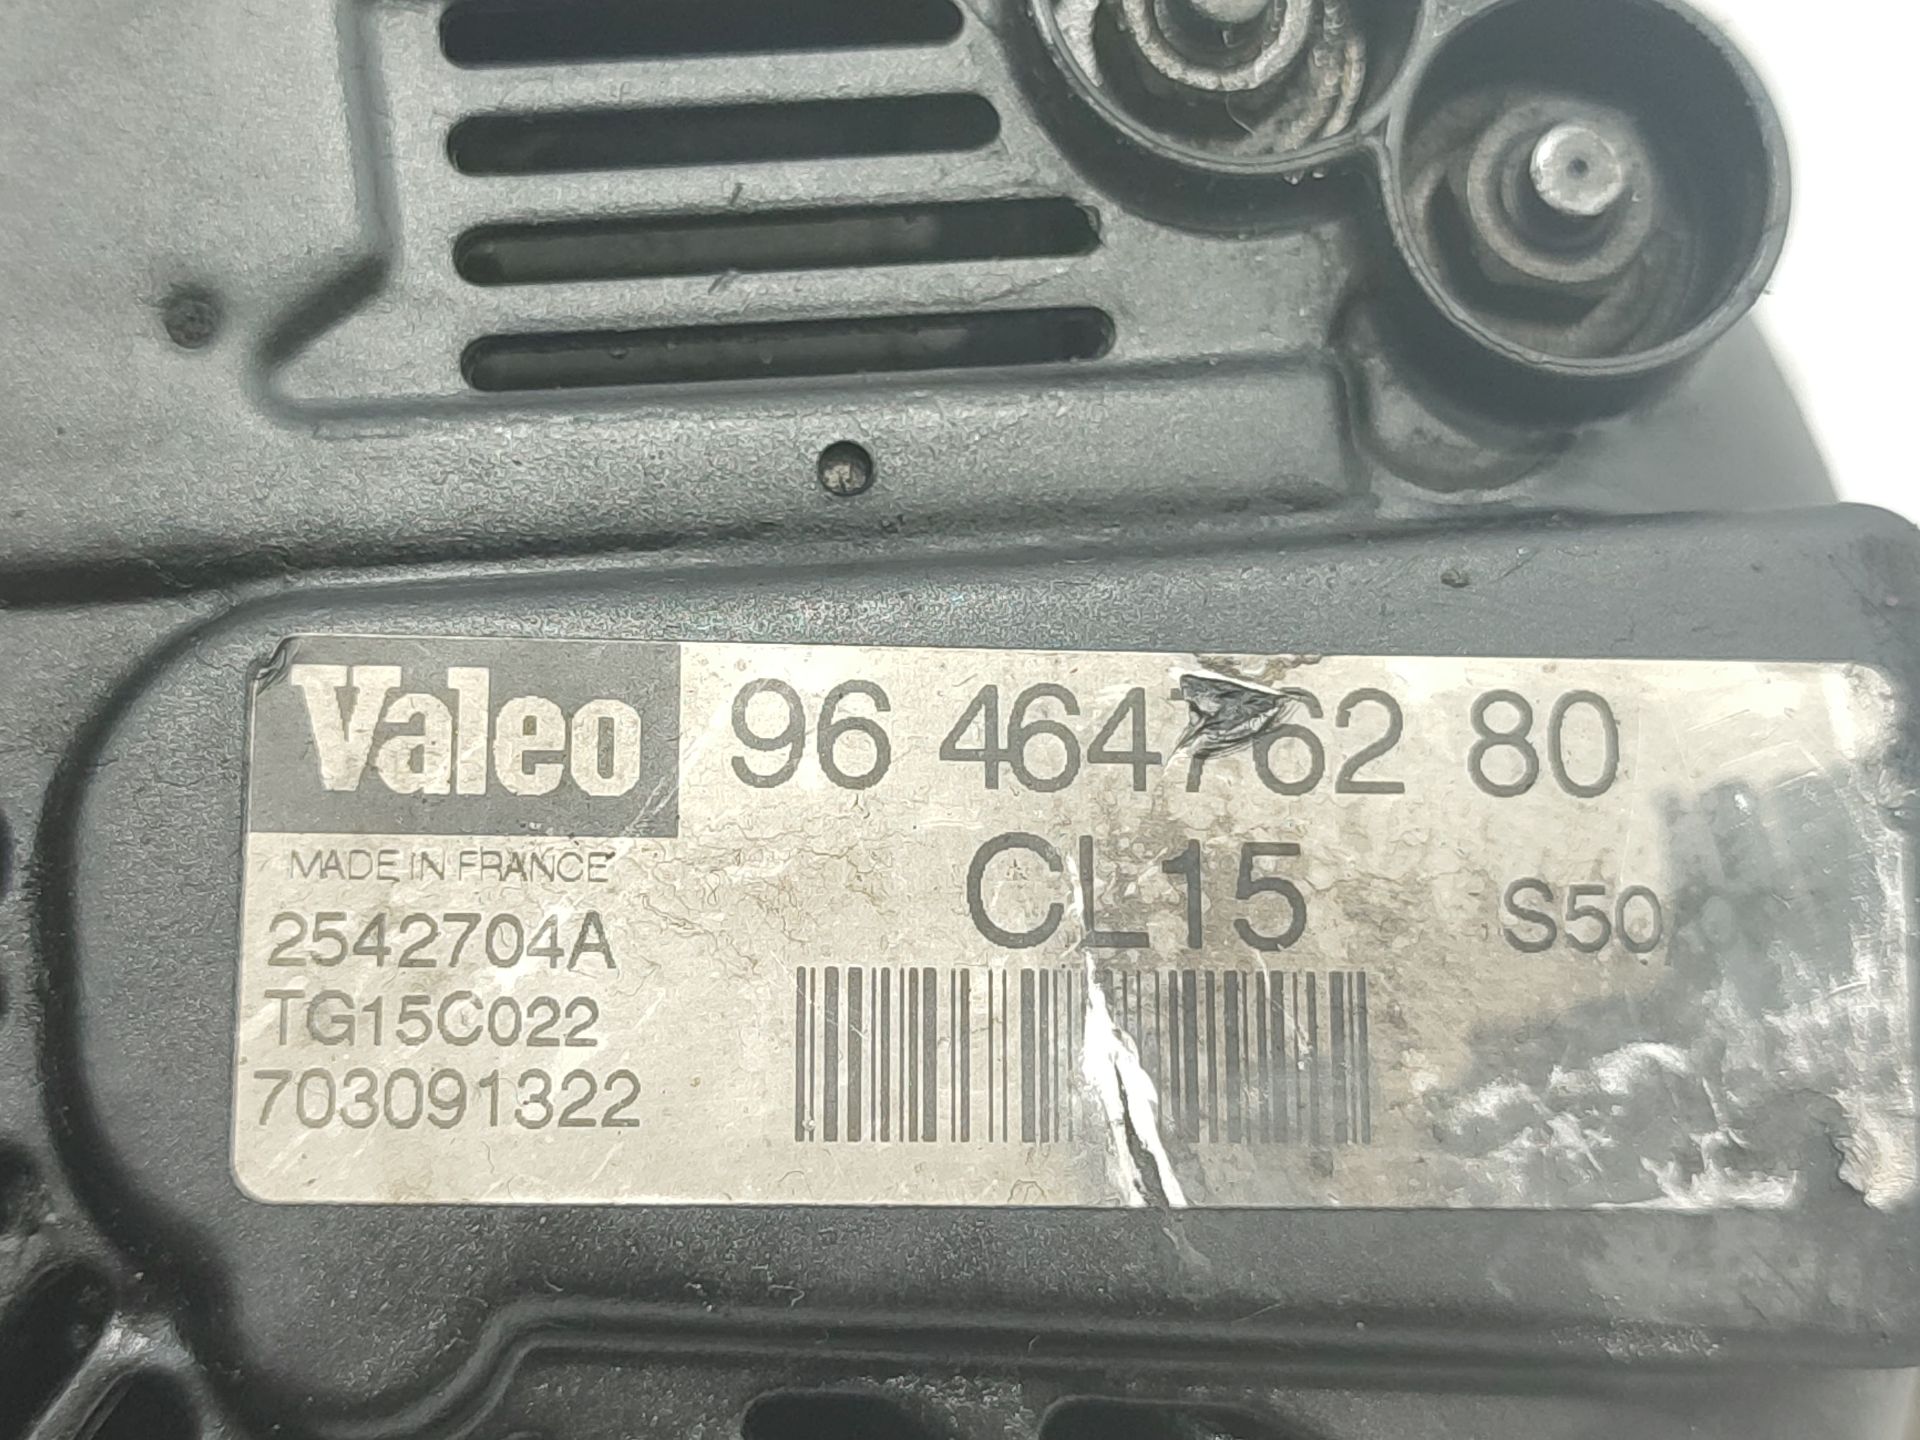 Valeo
96 464762 80
CL15
S50
MADE IN FRANCE
2542704A
TG15C022
703091322